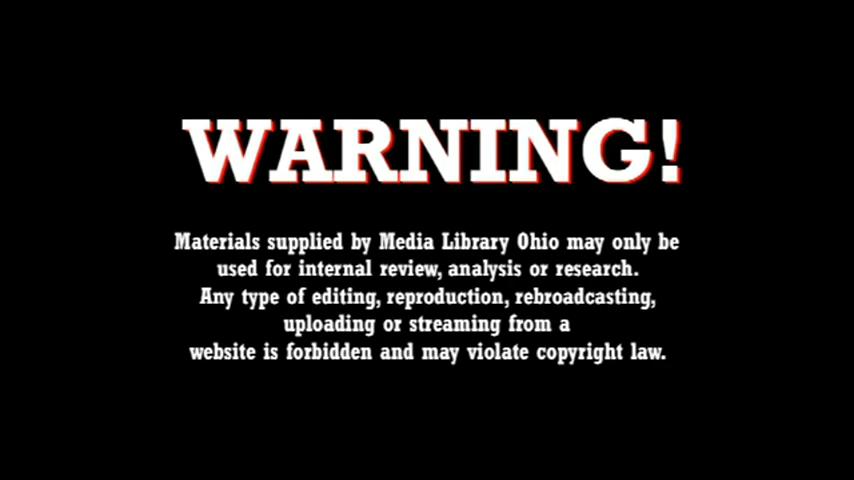 WARNING!
Materials supplied by Media Library Ohio may only be
used for internal review, analysis or research.
Any type of editing, reproduction, rebroadcasting,
uploading or streaming from a
website is forbidden and may violate copyright law.